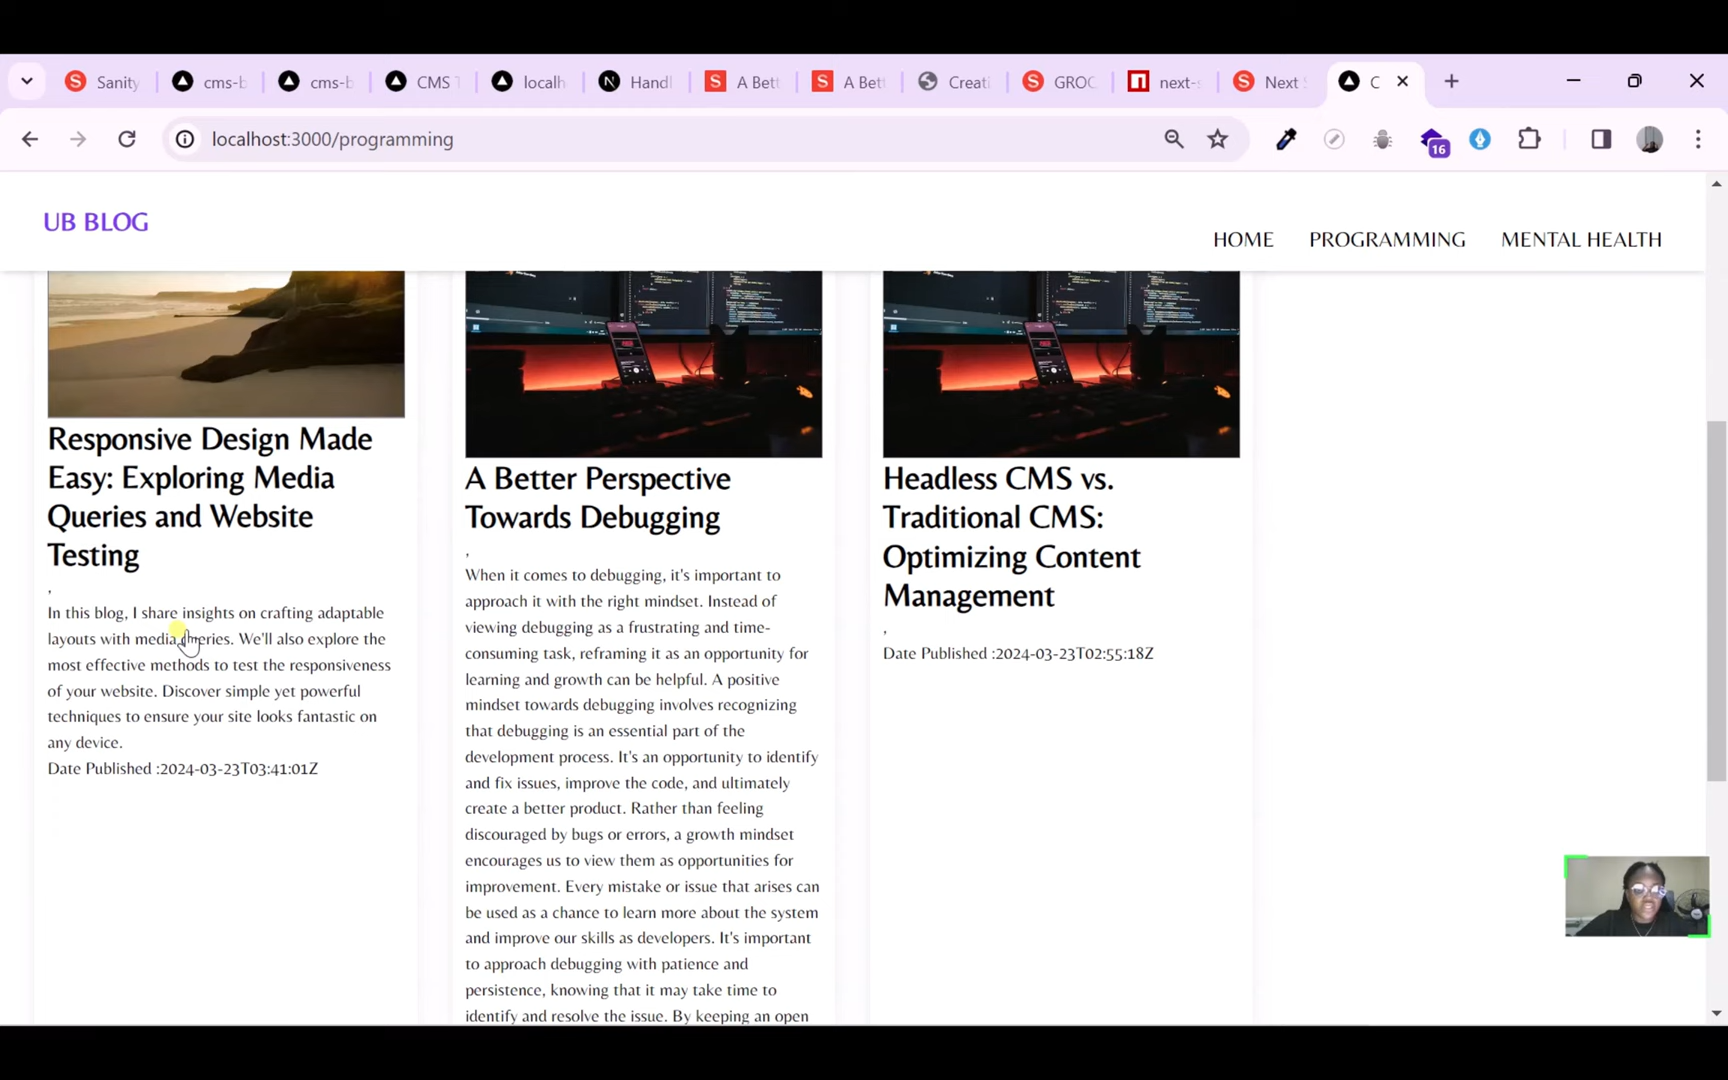 Sanity
cms-b
cms-b
CMS T
localh
Handl
A Bett
A Bett
Creati
GROC
next-s
Next S
C
localhost:3000/programming
16
UB BLOG
HOME
PROGRAMMING
MENTAL HEALTH
Responsive Design Made
Easy: Exploring Media
Queries and Website
Testing
,
In this blog, I share insights on crafting adaptable
layouts with media queries. We'll also explore the
most effective methods to test the responsiveness
of your website. Discover simple yet powerful
techniques to ensure your site looks fantastic on
any device.
Date Published :2024-03-23T03:41:01Z
A Better Perspective
Towards Debugging
,
When it comes to debugging, it's important to
approach it with the right mindset. Instead of
viewing debugging as a frustrating and time-
consuming task, reframing it as an opportunity for
learning and growth can be helpful. A positive
mindset towards debugging involves recognizing
that debugging is an essential part of the
development process. It's an opportunity to identify
and fix issues, improve the code, and ultimately
create a better product. Rather than feeling
discouraged by bugs or errors, a growth mindset
encourages us to view them as opportunities for
improvement. Every mistake or issue that arises can
be used as a chance to learn more about the system
and improve our skills as developers. It's important
to approach debugging with patience and
persistence, knowing that it may take time to
identify and resolve the issue. By keeping an open
Headless CMS vs.
Traditional CMS:
Optimizing Content
Management
,
Date Published :2024-03-23T02:55:18Z